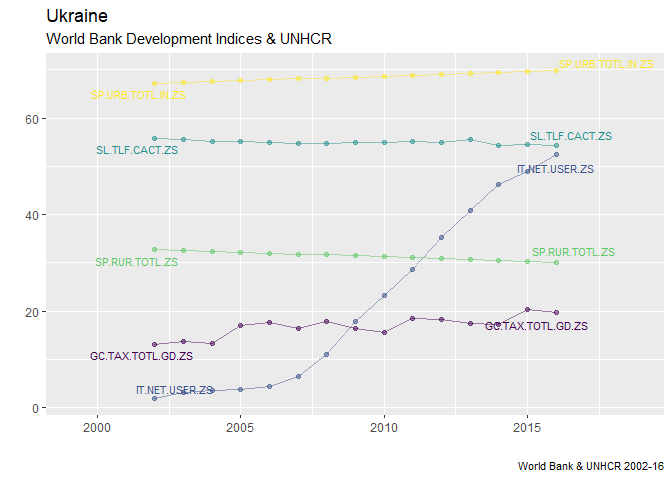 Ukraine
World Bank Development Indices & UNHCR
SP.URB.TOTL.IN.ZS
SP.URB.TOTL.IN.ZS
60
SL.TLF.CACT.ZS
SL.TLF.CACT.ZS
IT.NET.USER.ZS
40
SP.RUR.TOTL.ZS
SP.RUR.TOTL.ZS
20
GC.TAX.TOTL.GD.ZS
GC.TAX.TOTL.GD.ZS
IT.NET.USER.ZS
0
2000 2005 2010 2015
World Bank & UNHCR 2002-16